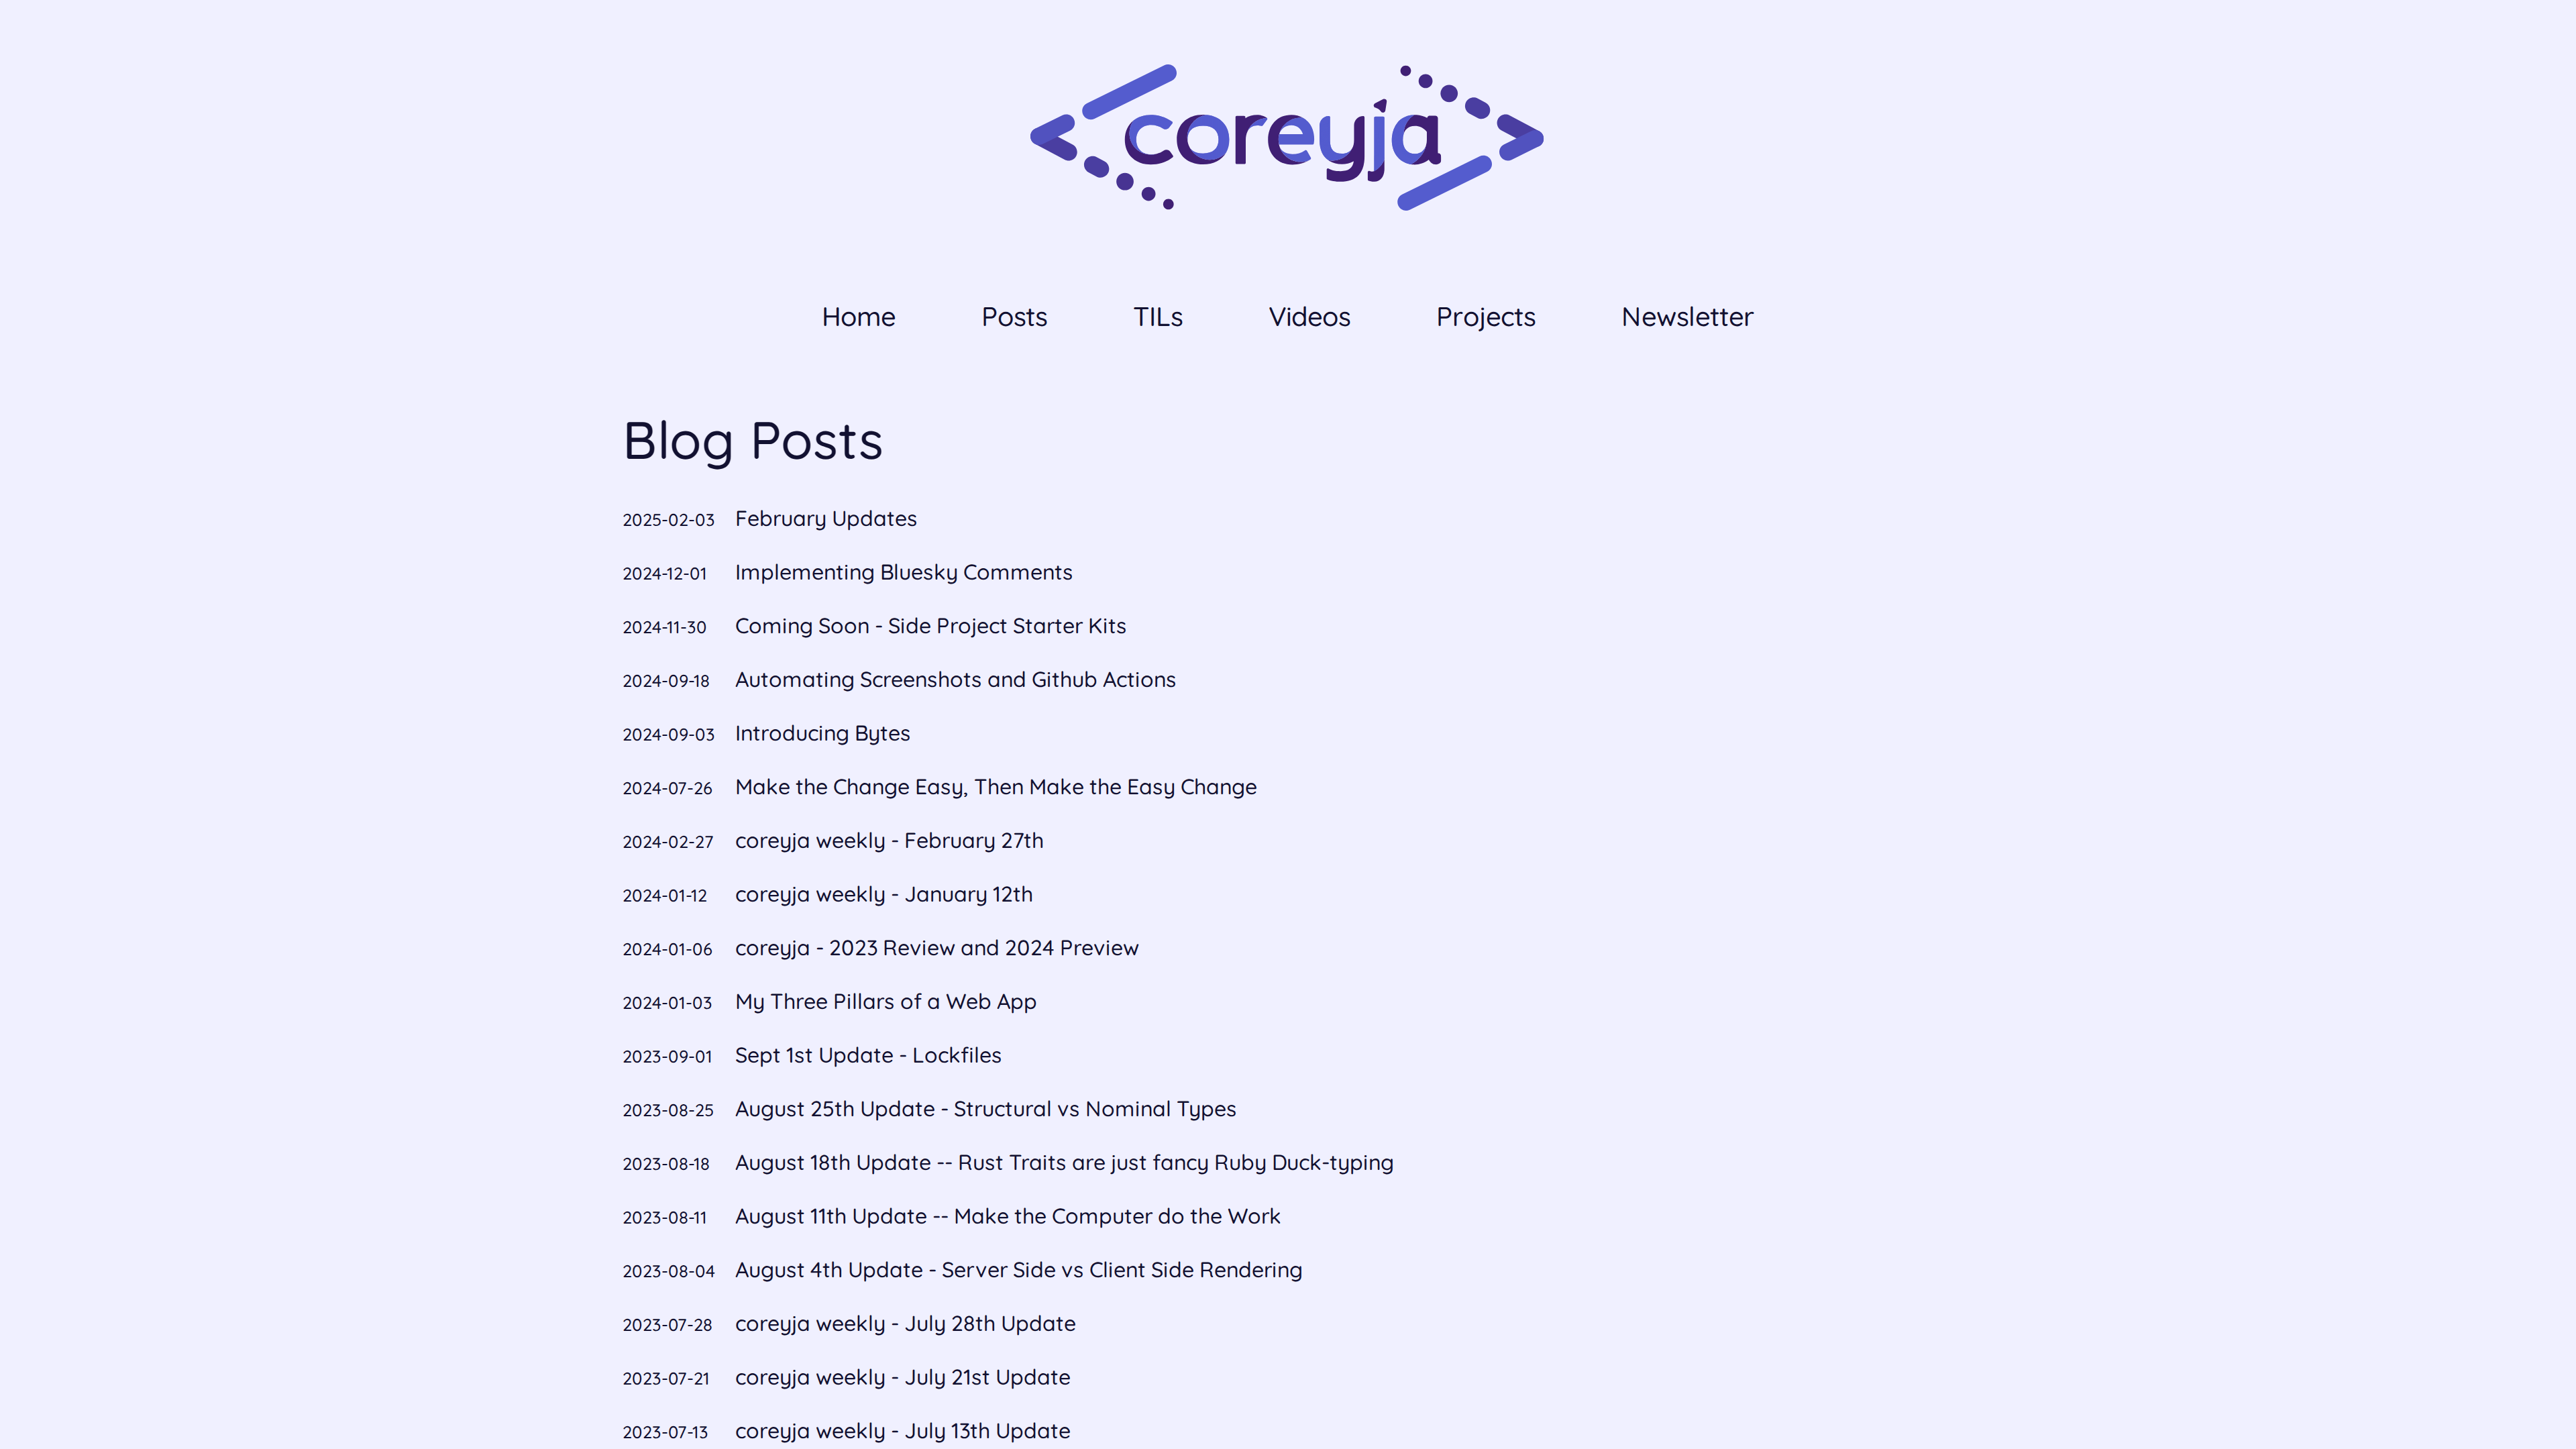 coreyja
Home Posts TILs Videos Projects Newsletter
Blog Posts
2025-02-03 February Updates
2024-12-01 Implementing Bluesky Comments
2024-11-30 Coming Soon - Side Project Starter Kits
2024-09-18 Automating Screenshots and Github Actions
2024-09-03 Introducing Bytes
2024-07-26 Make the Change Easy, Then Make the Easy Change
2024-02-27 coreyja weekly - February 27th
2024-01-12 coreyja weekly - January 12th
2024-01-06 coreyja - 2023 Review and 2024 Preview
2024-01-03 My Three Pillars of a Web App
2023-09-01 Sept 1st Update - Lockfiles
2023-08-25 August 25th Update - Structural vs Nominal Types
2023-08-18 August 18th Update -- Rust Traits are just fancy Ruby Duck-typing
2023-08-11 August 11th Update -- Make the Computer do the Work
2023-08-04 August 4th Update - Server Side vs Client Side Rendering
2023-07-28 coreyja weekly - July 28th Update
2023-07-21 coreyja weekly - July 21st Update
2023-07-13 coreyja weekly - July 13th Update